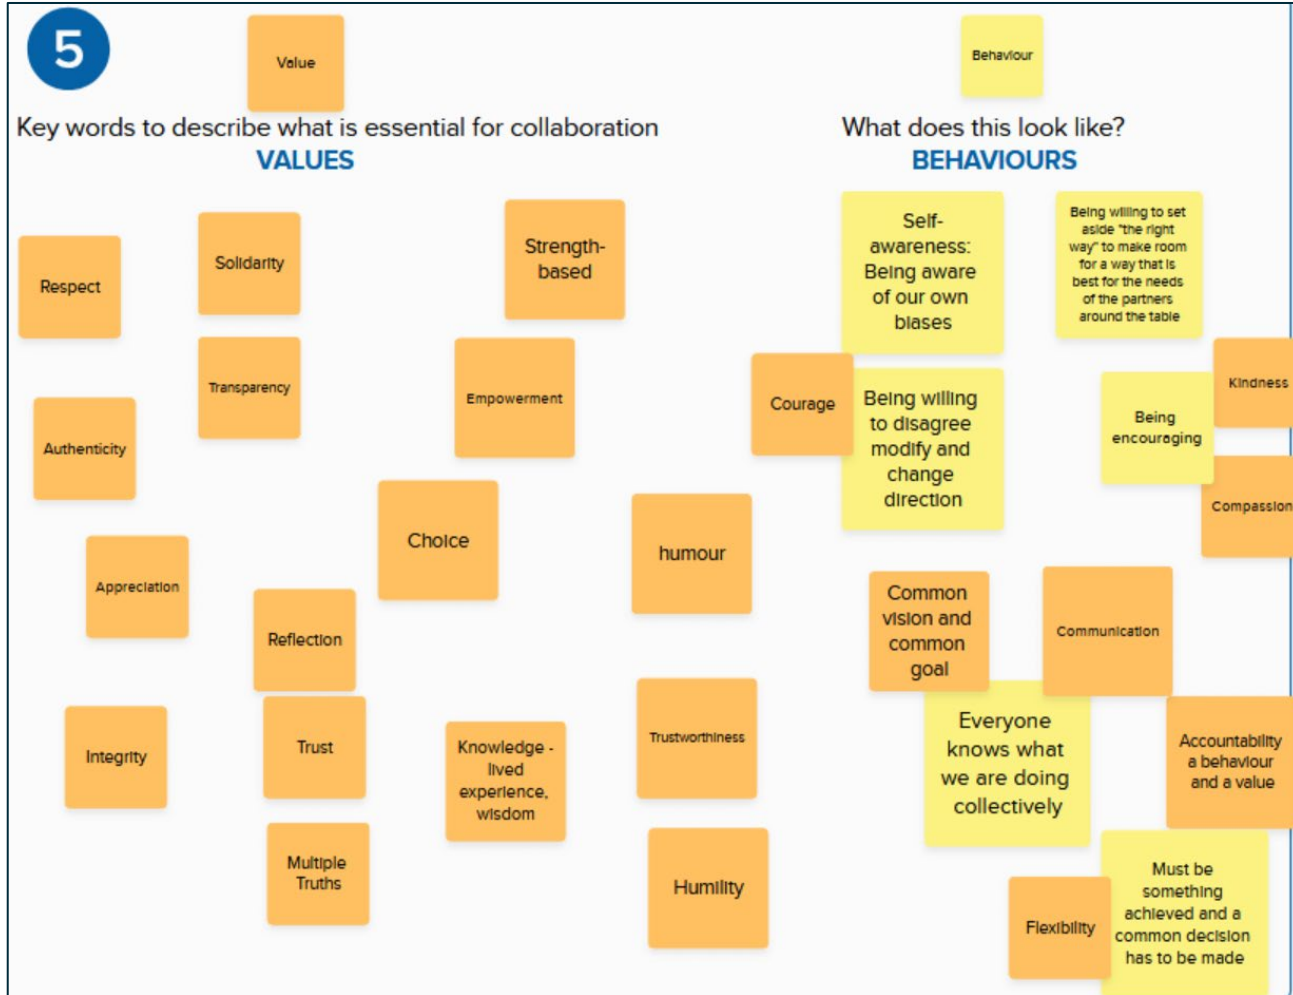 5
Value
Key words to describe what is essential for collaboration
VALUES
Respect
Solidarity
Strength-
based
Transparency
Empowerment
Authenticity
Choice
humour
Appreciation
Reflection
Integrity
Trust
Knowledge -
lived
experience,
wisdom
Trustworthiness
Multiple
Truths
Humility
Behaviour
What does this look like?
BEHAVIOURS
Self-
awareness:
Being aware
of our own
biases
Being willing to set
aside "the right
way" to make room
for a way that is
best for the needs
of the partners
around the table
Courage
Being willing
to disagree
modify and
change
direction
Being
encouraging
Kindness
Compassion
Common
vision and
common
goal
Communication
Everyone
knows what
we are doing
collectively
Accountability
a behaviour
and a value
Flexibility
Must be
something
achieved and a
common decision
has to be made